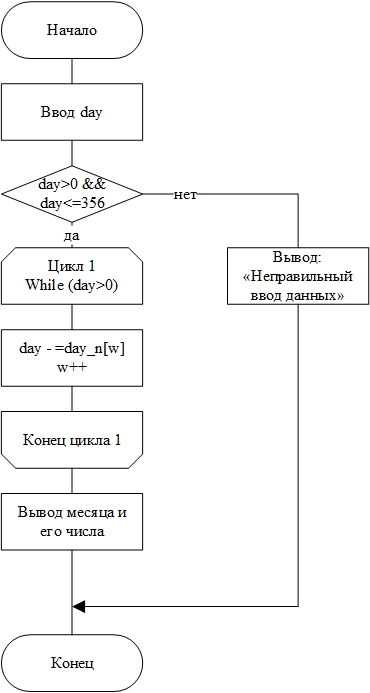 Начало
Ввод day
day>0 &&
day<=356
нет
да
Цикл 1
While (day>0)
Вывод:
«Неправильный
ввод данных»
day - =day_n[w]
w++
Конец цикла 1
Вывод месяца и
его числа
Конец